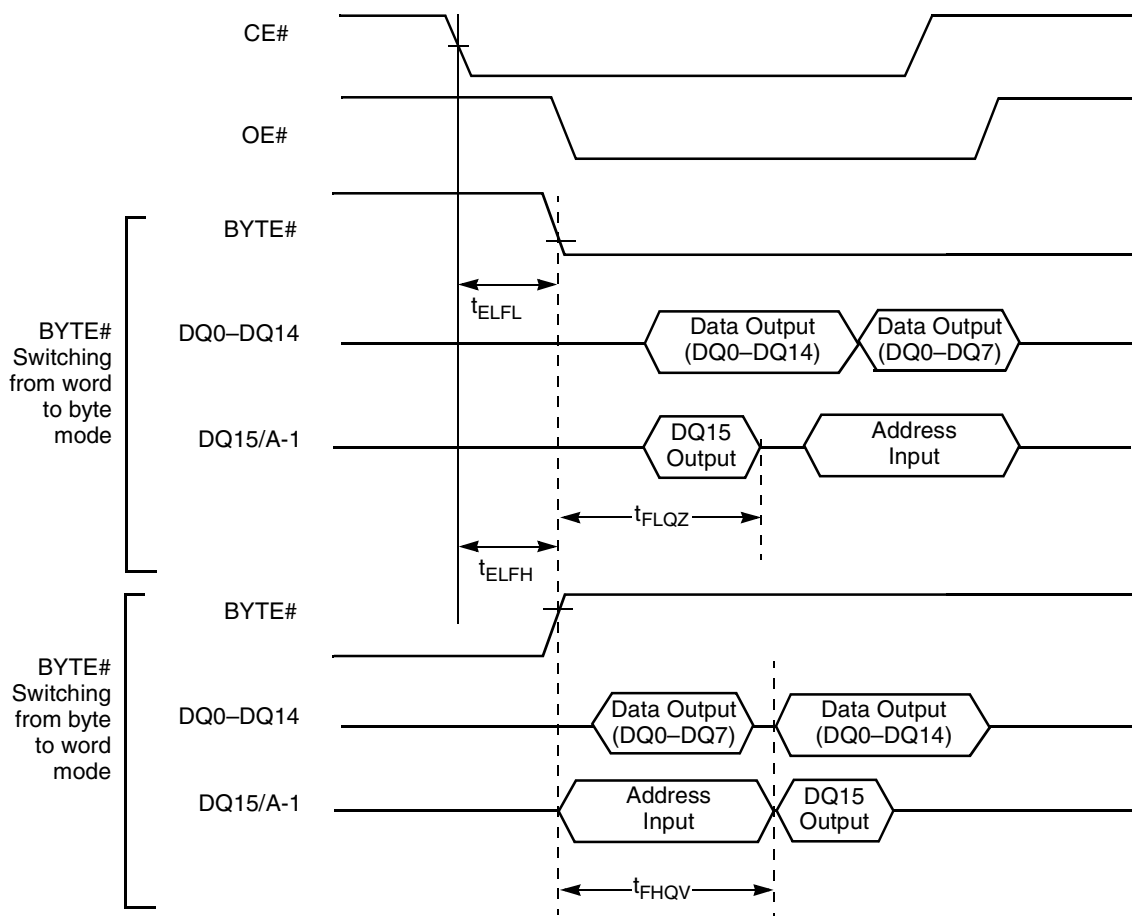 CE#
OE#
BYTE#
tELFL
BYTE#
Switching
from word
to byte
mode
DQ0–DQ14
Data Output
(DQ0–DQ14)
Data Output
(DQ0–DQ7)
DQ15/A-1
DQ15
Output
Address
Input
tFLQZ
tELFH
BYTE#
BYTE#
Switching
from byte
to word
mode
DQ0–DQ14
Data Output
(DQ0–DQ7)
Data Output
(DQ0–DQ14)
DQ15/A-1
Address
Input
DQ15
Output
tFHQV